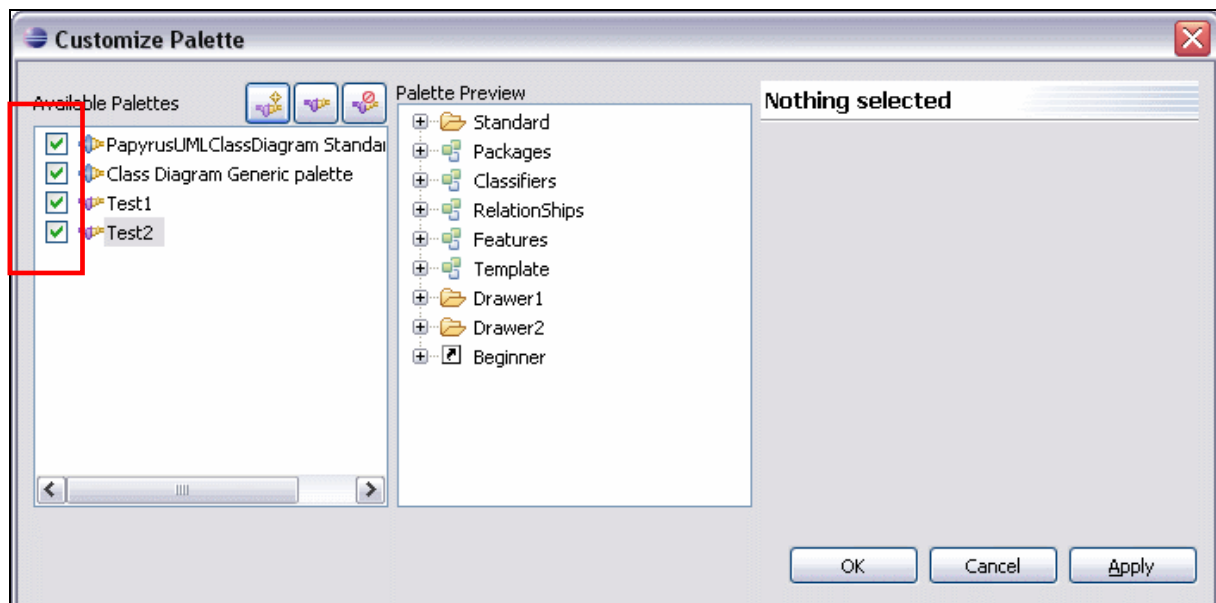 Customize Palette
Available Palettes
PapyrusUMLClassDiagram Standa
Class Diagram Generic palette
Test1
Test2
Palette Preview
Standard
Packages
Classifiers
RelationShips
Features
Template
Drawer1
Drawer2
Beginner
Nothing selected
OK
Cancel
Apply